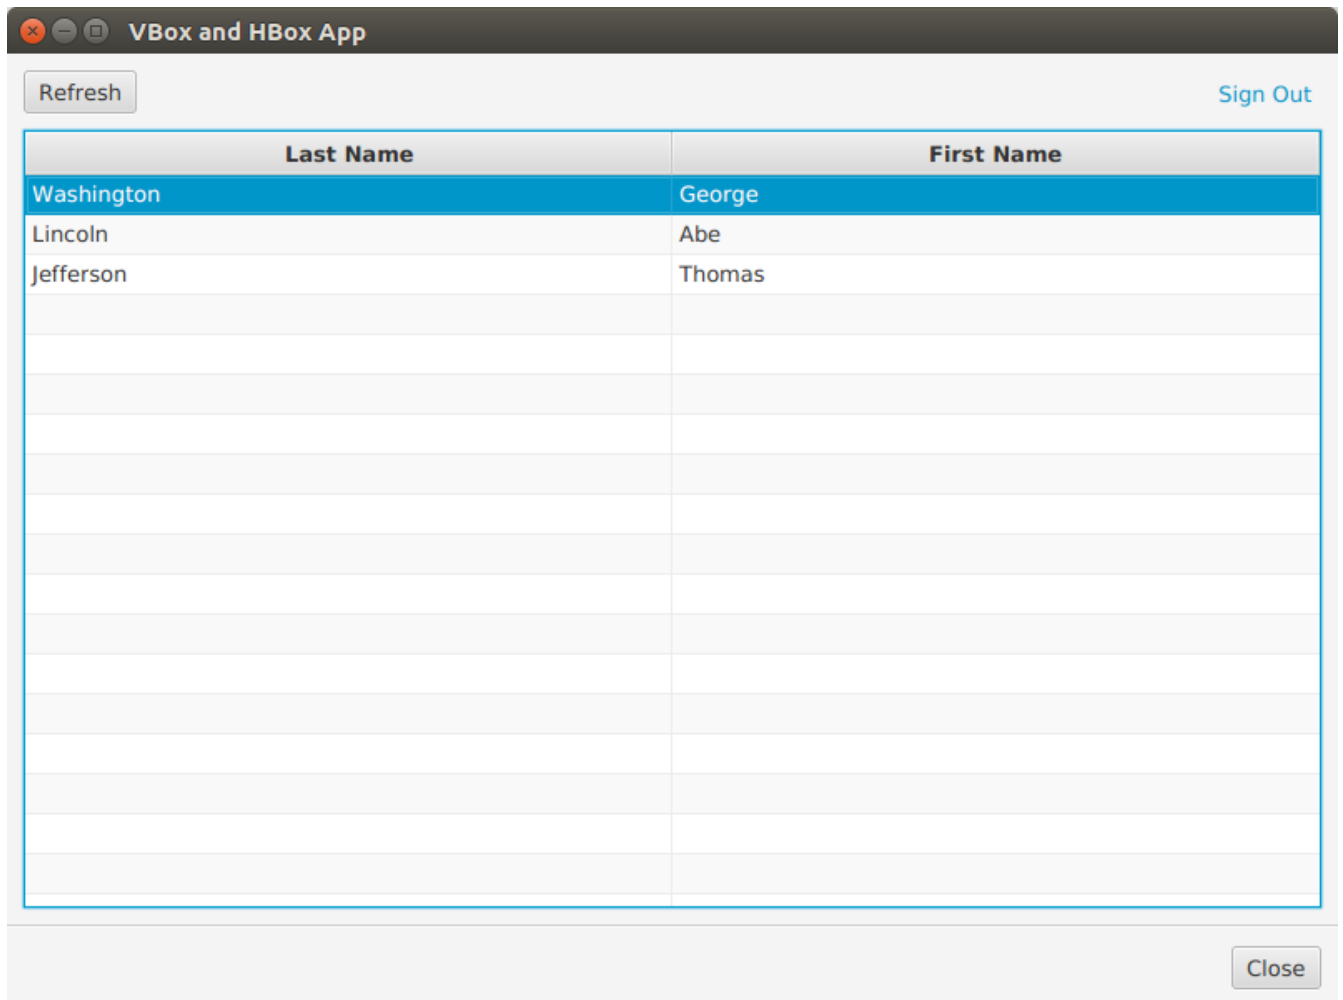 VBox and HBox App
Refresh Sign Out
Last Name First Name
Washington George
Lincoln Abe
Jefferson Thomas
Close